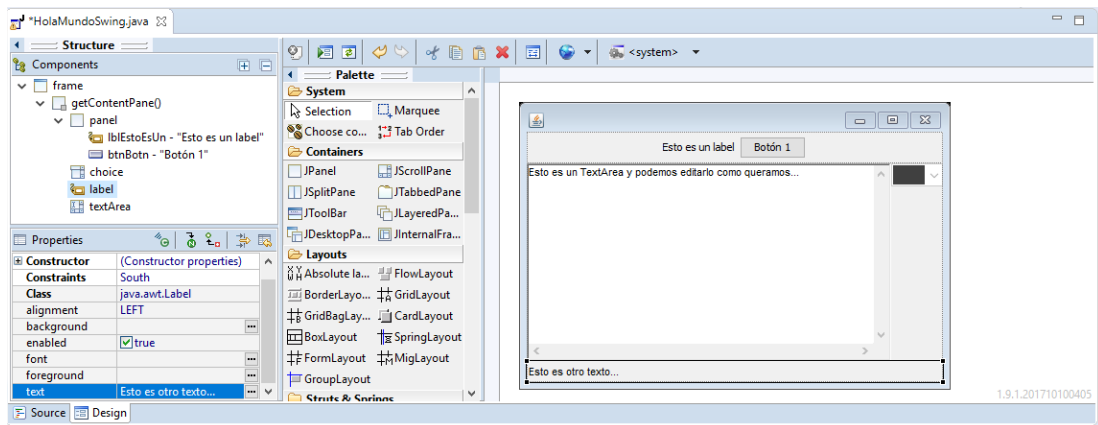 *HolaMundoSwing.java
Structure
Components
frame
getContentPane()
panel
lblEstoEsUn - "Esto es un label"
btnBotn - "Botón 1"
choice
label
textArea
Properties
Constructor (Constructor properties)
Constraints South
Class java.awt.Label
alignment LEFT
background
enabled true
font
foreground
text Esto es otro texto...
Source Design
<system>
Palette
System
Selection Marquee
Choose co... Tab Order
Containers
JPanel JScrollPane
JSplitPane JTabbedPane
JToolBar JLayeredPa...
JDesktopPa... JInternalFra...
Layouts
Absolute la... FlowLayout
BorderLayo... GridLayout
GridBagLay... CardLayout
BoxLayout SpringLayout
FormLayout MigLayout
GroupLayout
Struts & Springs
Esto es un label Botón 1
Esto es un TextArea y podemos editarlo como queramos...
Esto es otro texto...
1.9.1.201710100405